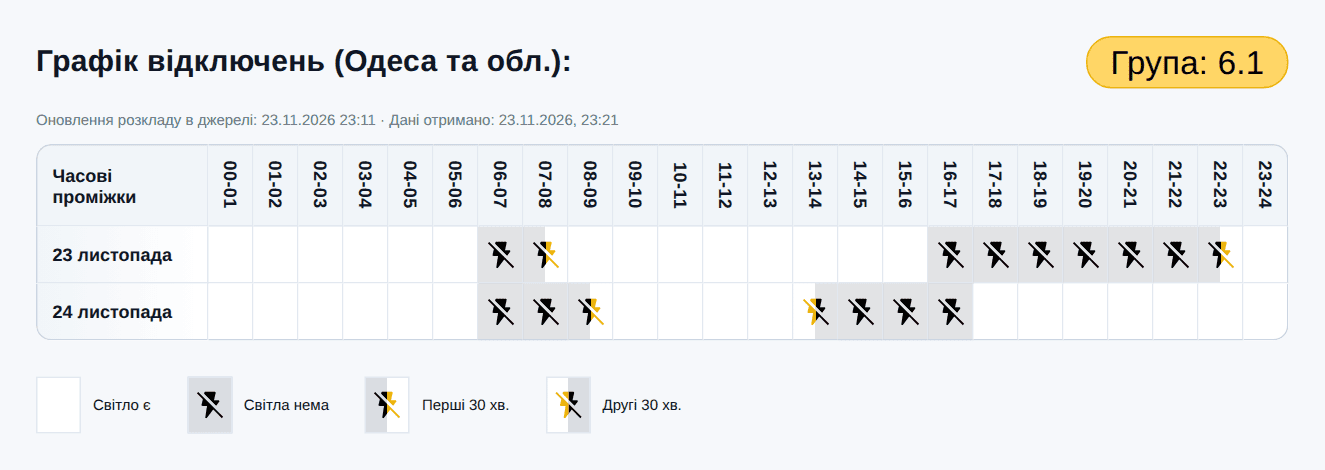 Графік відключень (Одеса та обл.):
Група: 6.1
Оновлення розкладу в джерелі: 23.11.2026 23:11 · Дані отримано: 23.11.2026, 23:21
Часові
проміжки
00-01
01-02
02-03
03-04
04-05
05-06
06-07
07-08
08-09
09-10
10-11
11-12
12-13
13-14
14-15
15-16
16-17
17-18
18-19
19-20
20-21
21-22
22-23
23-24
23 листопада
24 листопада
Світло є
Світла нема
Перші 30 хв.
Другі 30 хв.